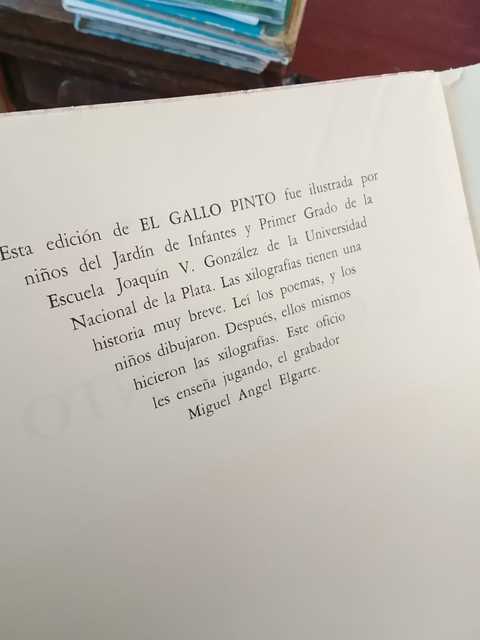 Esta edición de EL GALLO PINTO fue ilustrada por
niños del Jardín de Infantes y Primer Grado de la
Escuela Joaquín V. González de la Universidad
Nacional de la Plata. Las xilografías tienen una
historia muy breve. Leí los poemas, y los
niños dibujaron. Después, ellos mismos
hicieron las xilografías. Este oficio
les enseña jugando, el grabador
Miguel Angel Elgarte.